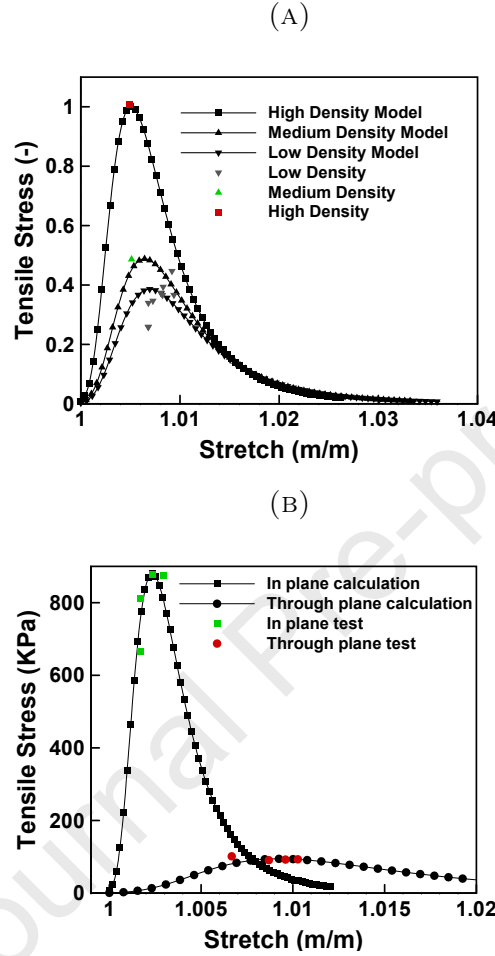 (A)
Tensile Stress (-)
1
0.8
0.6
0.4
0.2
0
High Density Model
Medium Density Model
Low Density Model
Low Density
Medium Density
High Density
1 1.01 1.02 1.03 1.04
Stretch (m/m)
(B)
Tensile Stress (KPa)
800
600
400
200
0
In plane calculation
Through plane calculation
In plane test
Through plane test
1 1.005 1.01 1.015 1.02
Stretch (m/m)
ournal Pre-pr